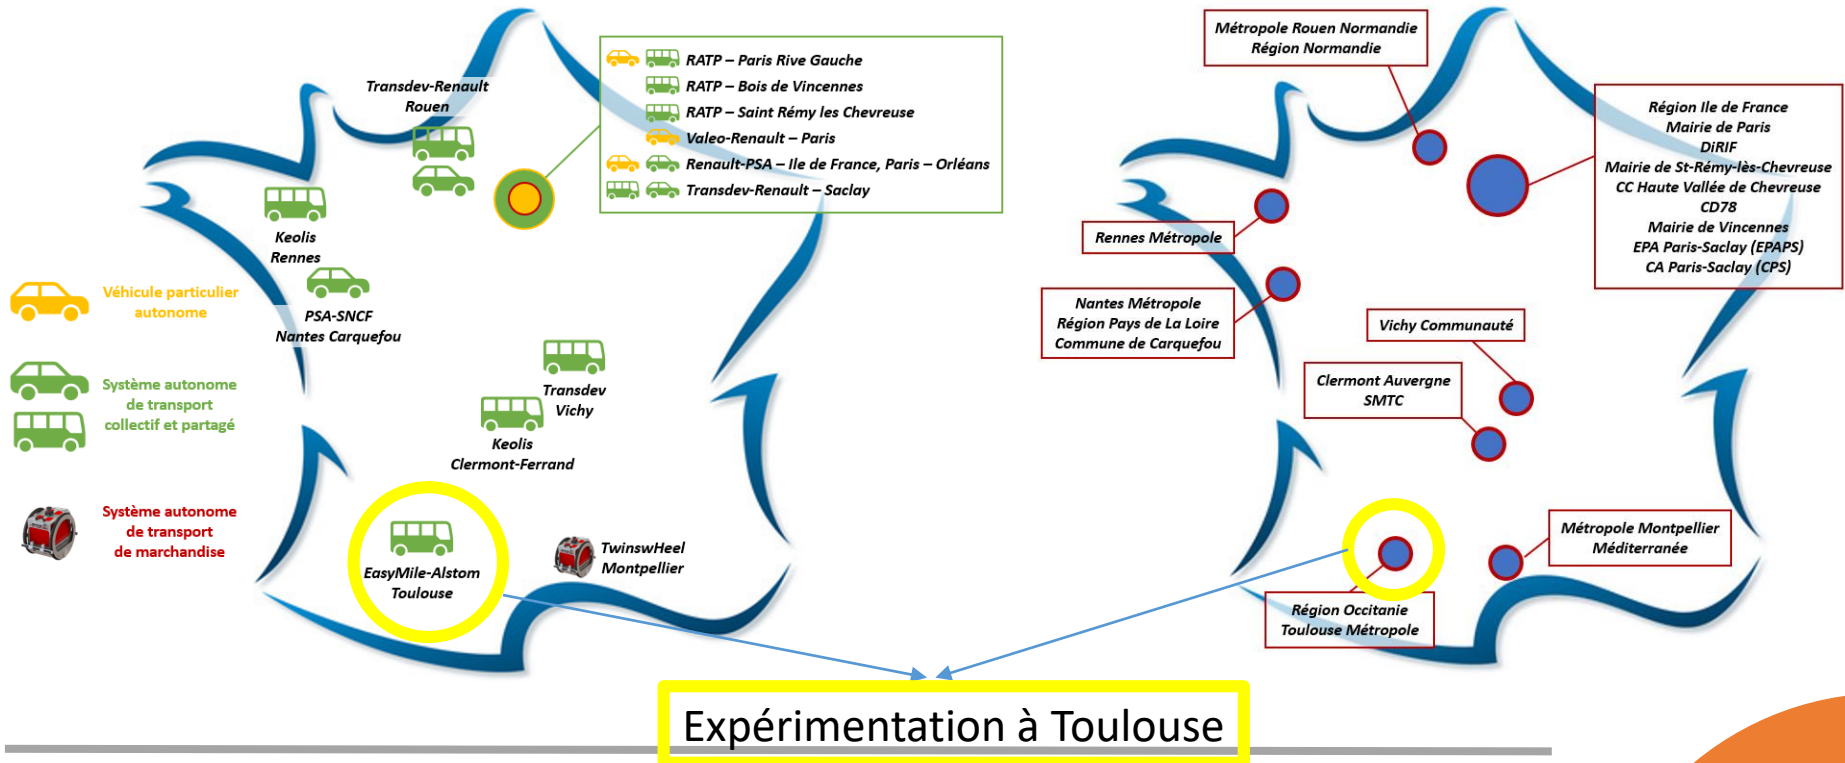 Transdev-Renault
Rouen
RATP – Paris Rive Gauche
RATP – Bois de Vincennes
RATP – Saint Rémy les Chevreuse
Valeo-Renault – Paris
Renault-PSA – Ile de France, Paris – Orléans
Transdev-Renault – Saclay
Keolis
Rennes
PSA-SNCF
Nantes Carquefou
Véhicule particulier
autonome
Système autonome
de transport
collectif et partagé
Système autonome
de transport
de marchandise
Transdev
Vichy
Keolis
Clermont-Ferrand
EasyMile-Alstom
Toulouse
TwinswHeel
Montpellier
Métropole Rouen Normandie
Région Normandie
Région Ile de France
Mairie de Paris
DiRIF
Mairie de St-Rémy-lès-Chevreuse
CC Haute Vallée de Chevreuse
CD78
Mairie de Vincennes
EPA Paris-Saclay (EPAPS)
CA Paris-Saclay (CPS)
Rennes Métropole
Nantes Métropole
Région Pays de La Loire
Commune de Carquefou
Vichy Communauté
Clermont Auvergne
SMTC
Métropole Montpellier
Méditerranée
Région Occitanie
Toulouse Métropole
Expérimentation à Toulouse